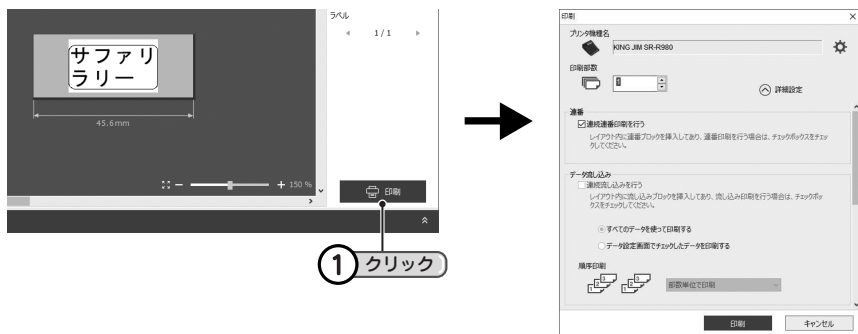 ラベル
1 / 1
サファリ
ラリー
45.6mm
150 %
印刷
1 クリック
印刷
プリンタ機種名
KING JIM SR-R980
印刷部数
1
詳細設定
連番
連続連番印刷を行う
レイアウト内に連番ブロックを挿入してあり、連番印刷を行う場合は、チェックボックスをチェッ
クしてください。
データ流し込み
連続流し込みを行う
レイアウト内に流し込みブロックを挿入してあり、流し込み印刷を行う場合は、チェックボッ
クスをチェックしてください。
すべてのデータを使って印刷する
データ設定画面でチェックしたデータを印刷する
順序印刷
1 2 3 1 2 3
部数単位で印刷
印刷 キャンセル